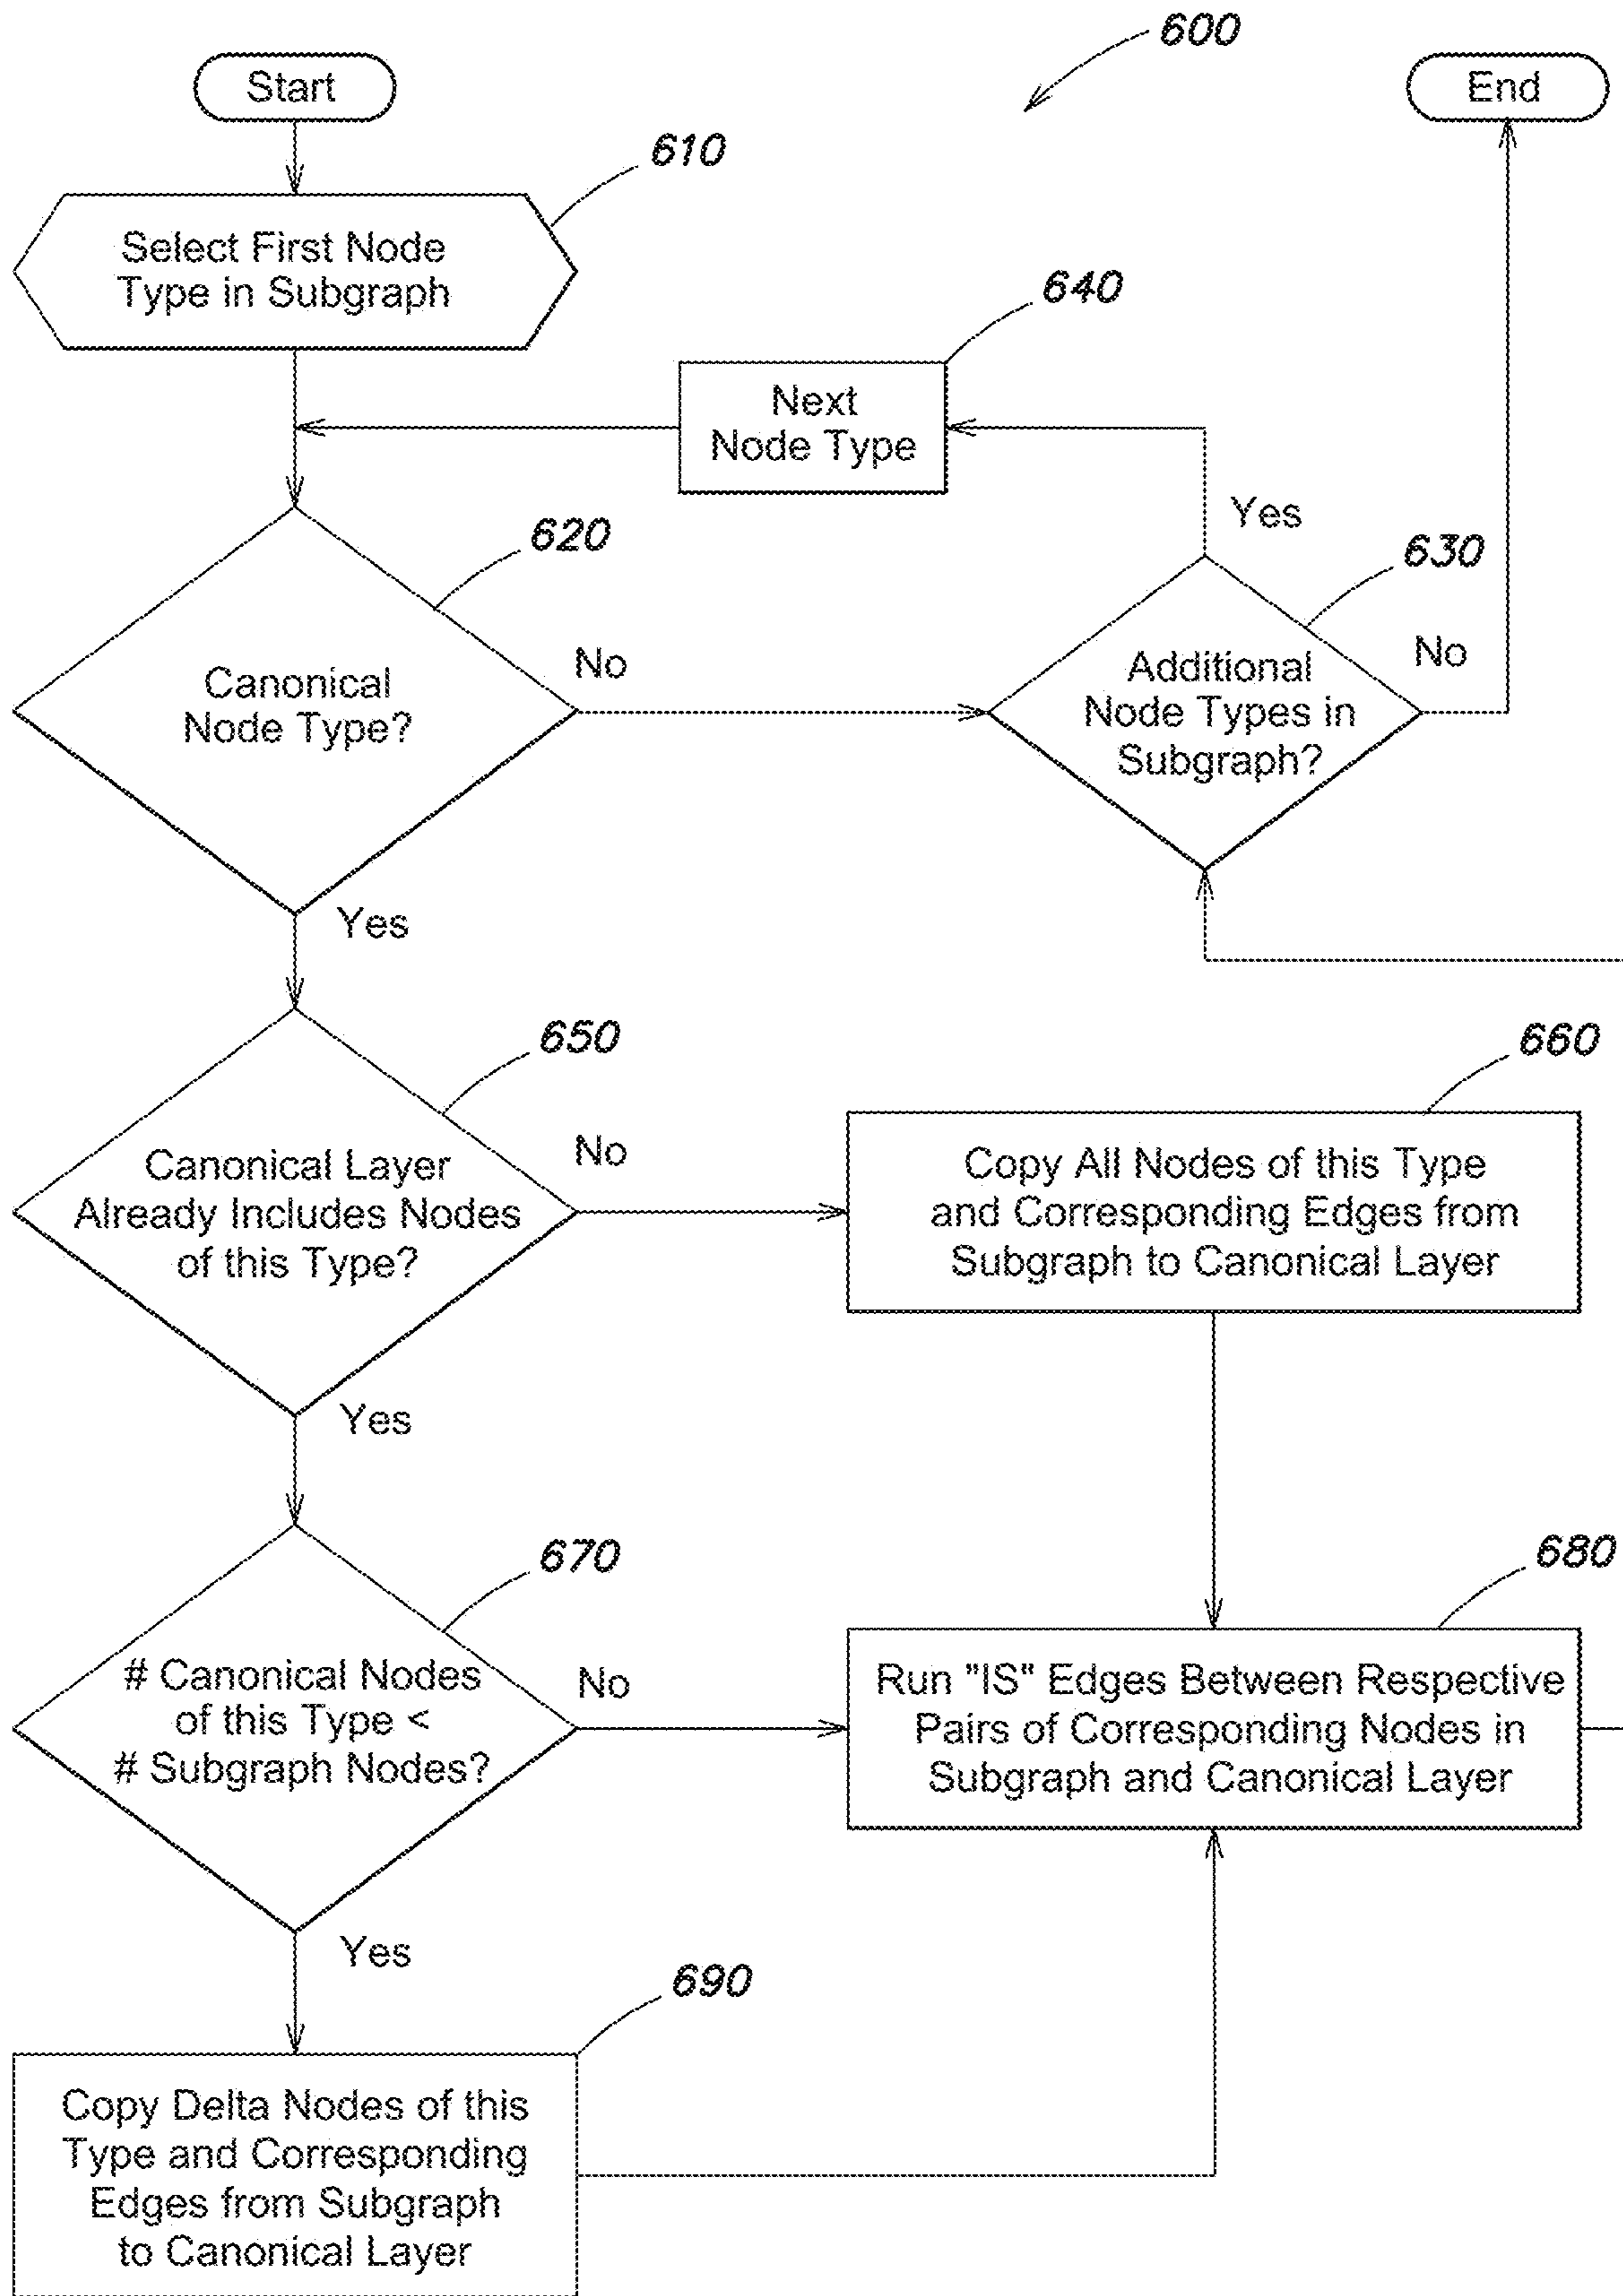 600
Start
End
610
Select First Node
Type in Subgraph
640
Next
Node Type
Yes
620
630
Canonical
Node Type?
No
Additional
Node Types in
Subgraph?
No
Yes
650
660
Canonical Layer
Already Includes Nodes
of this Type?
No
Copy All Nodes of this Type
and Corresponding Edges from
Subgraph to Canonical Layer
Yes
670
680
# Canonical Nodes
of this Type <
# Subgraph Nodes?
No
Run "IS" Edges Between Respective
Pairs of Corresponding Nodes in
Subgraph and Canonical Layer
Yes
690
Copy Delta Nodes of this
Type and Corresponding
Edges from Subgraph
to Canonical Layer